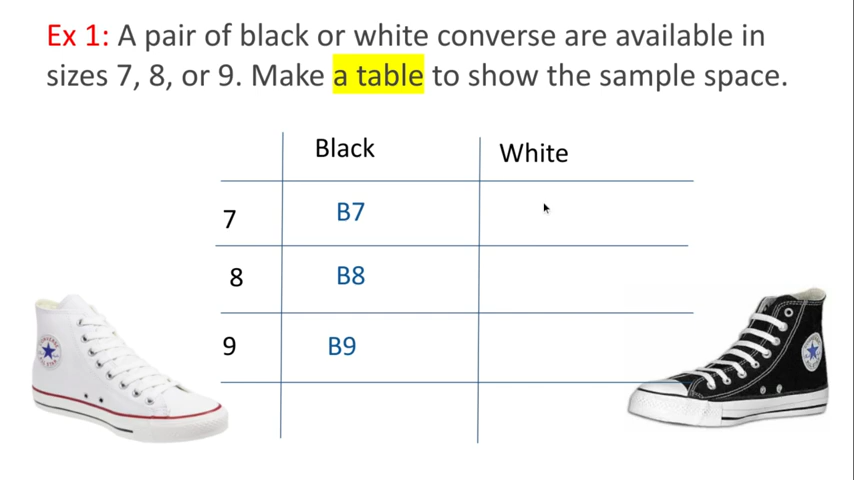 Ex 1: A pair of black or white converse are available in
sizes 7, 8, or 9. Make a table to show the sample space.
Black White
7 B7
8 B8
9 B9